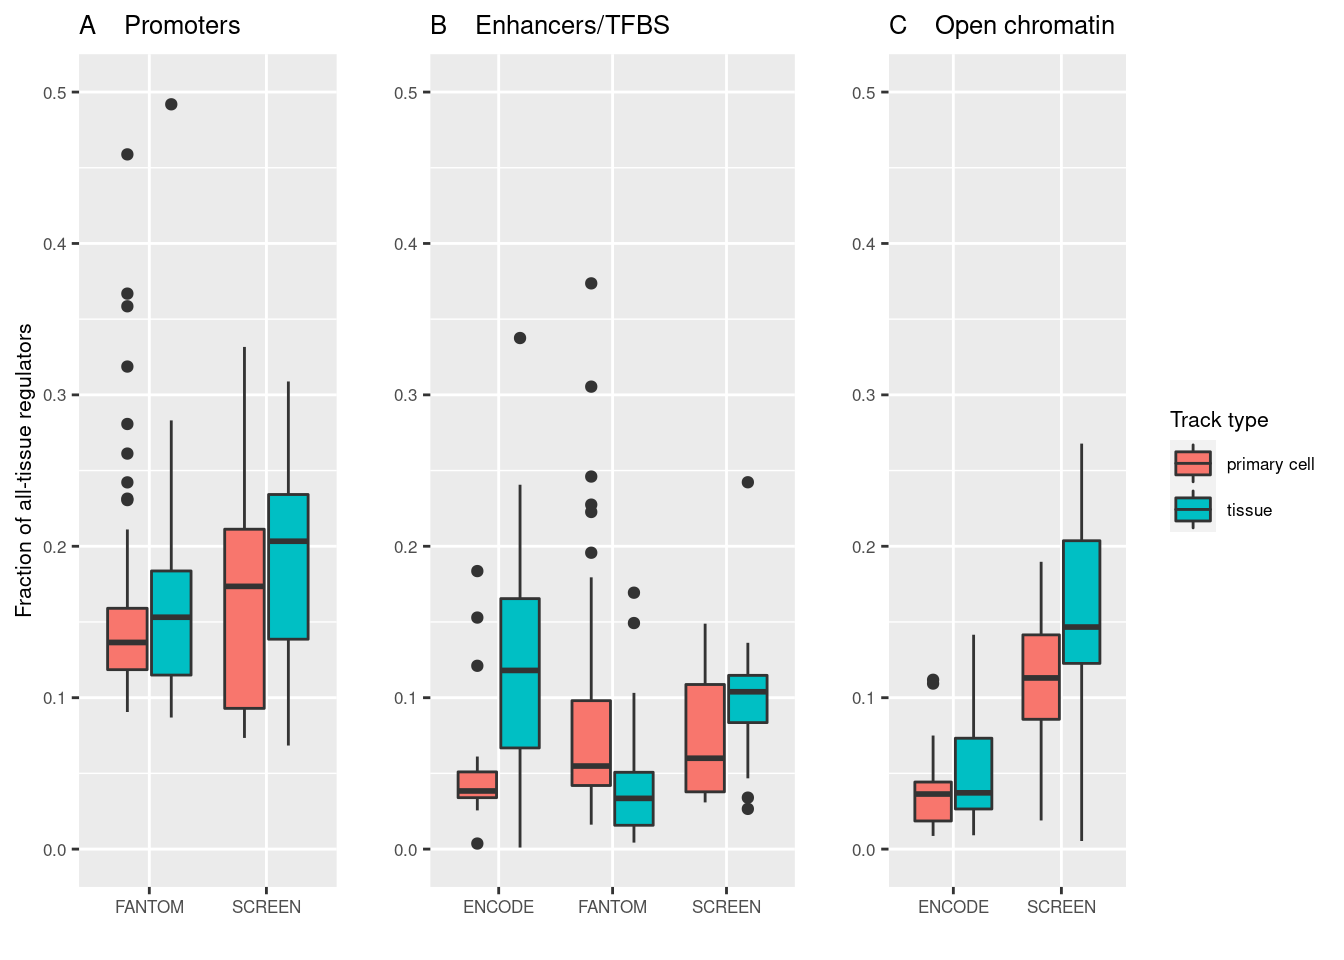 A Promoters
B Enhancers/TFBS
C Open chromatin
Fraction of all-tissue regulators
0.5
0.4
0.3
0.2
0.1
0.0
FANTOM
SCREEN
0.5
0.4
0.3
0.2
0.1
0.0
ENCODE
FANTOM
SCREEN
0.5
0.4
0.3
0.2
0.1
0.0
ENCODE
SCREEN
Track type
primary cell
tissue